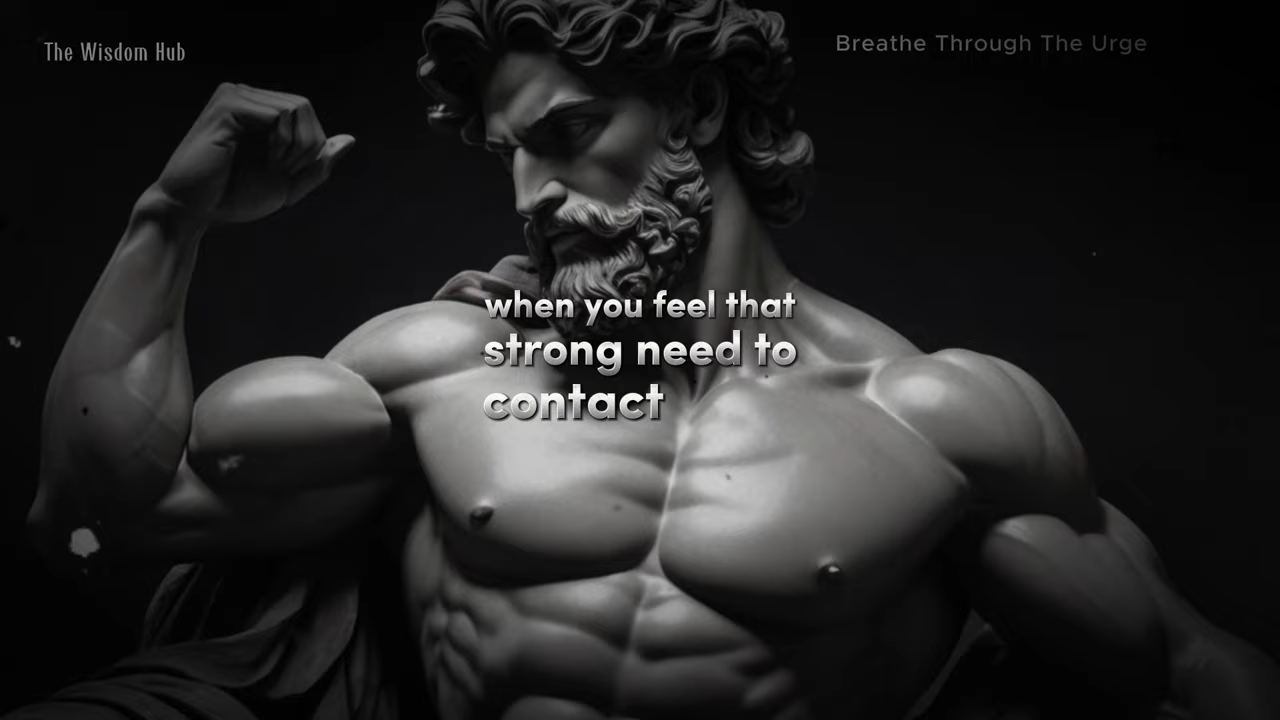 The Wisdom Hub
Breathe Through The Urge
when you feel that
strong need to
contact